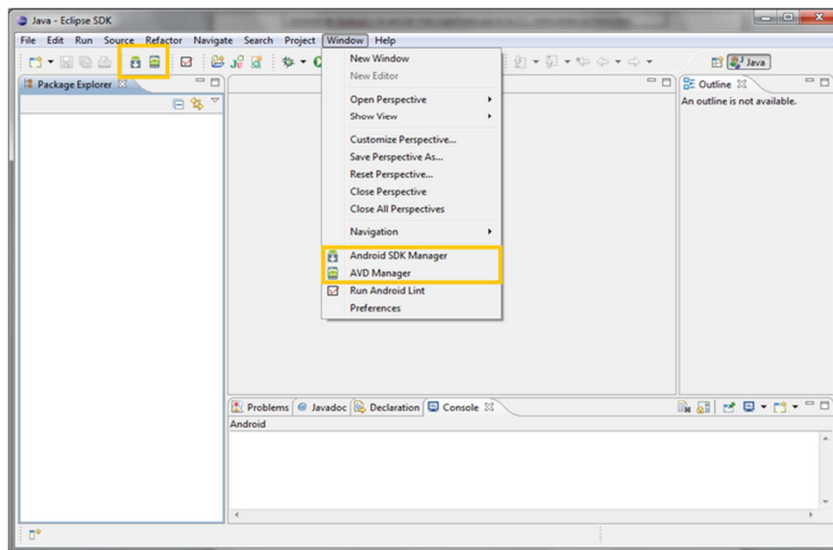 Java - Eclipse SDK
File Edit Run Source Refactor Navigate Search Project Window Help
Java
Package Explorer
Outline
An outline is not available.
New Window
New Editor
Open Perspective
Show View
Customize Perspective...
Save Perspective As...
Reset Perspective...
Close Perspective
Close All Perspectives
Navigation
Android SDK Manager
AVD Manager
Run Android Lint
Preferences
Problems @ Javadoc Declaration Console
Android